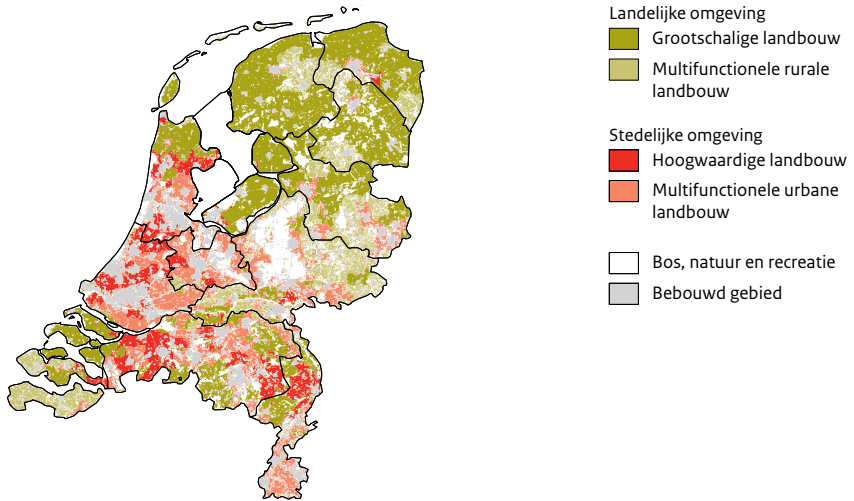 Landelijke omgeving
Grootschalige landbouw
Multifunctionele rurale
landbouw
Stedelijke omgeving
Hoogwaardige landbouw
Multifunctionele urbane
landbouw
Bos, natuur en recreatie
Bebouwd gebied